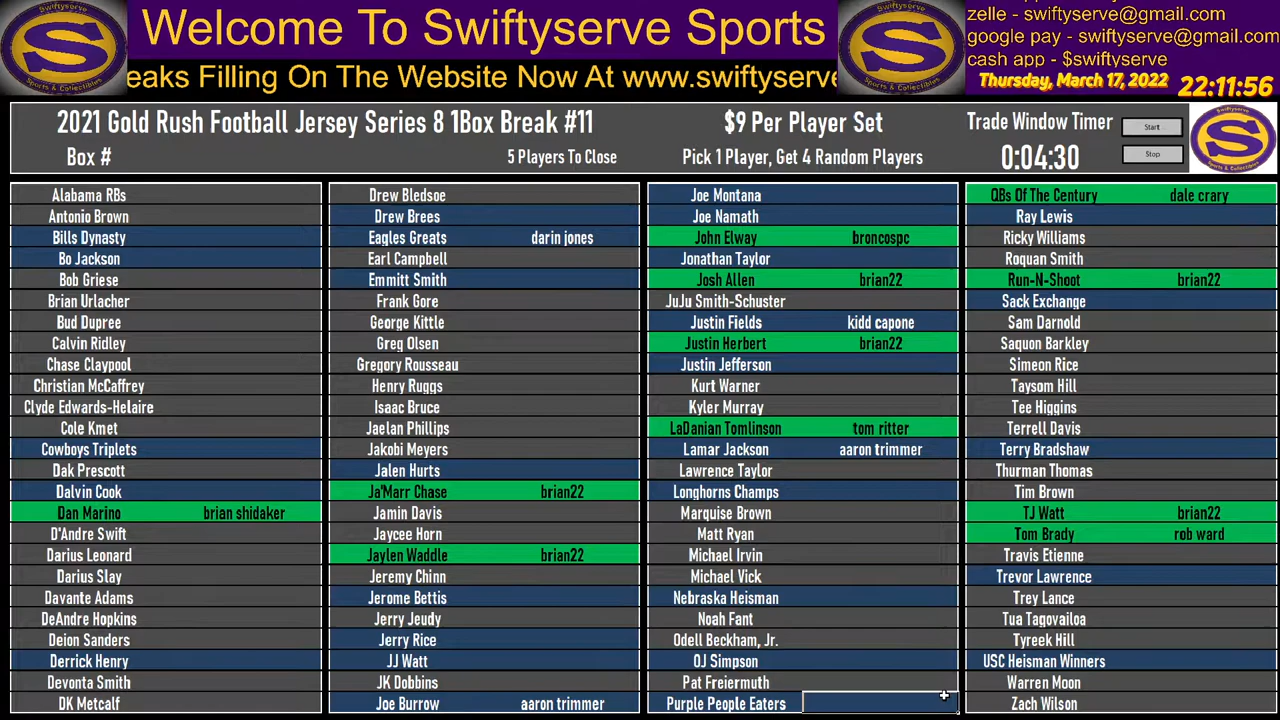 Welcome To Swiftyserve Sports
eaks Filling On The Website Now At www.swiftyserve
zelle - swiftyserve@gmail.com
google pay - swiftyserve@gmail.com
cash app - $swiftyserve
Thursday, March 17, 2022 22:11:56
2021 Gold Rush Football Jersey Series 8 1Box Break #11
$9 Per Player Set
Trade Window Timer
Start
Box #
5 Players To Close
Pick 1 Player, Get 4 Random Players
0:04:30
Stop
Alabama RBs
Antonio Brown
Bills Dynasty
Bo Jackson
Bob Griese
Brian Urlacher
Bud Dupree
Calvin Ridley
Chase Claypool
Christian McCaffrey
Clyde Edwards-Helaire
Cole Kmet
Cowboys Triplets
Dak Prescott
Dalvin Cook
Dan Marino brian shidaker
D'Andre Swift
Darius Leonard
Darius Slay
Davante Adams
DeAndre Hopkins
Deion Sanders
Derrick Henry
Devonta Smith
DK Metcalf
Drew Bledsoe
Drew Brees
Eagles Greats darin jones
Earl Campbell
Emmitt Smith
Frank Gore
George Kittle
Greg Olsen
Gregory Rousseau
Henry Ruggs
Isaac Bruce
Jaelan Phillips
Jakobi Meyers
Jalen Hurts
Ja'Marr Chase brian22
Jamin Davis
Jaycee Horn
Jaylen Waddle brian22
Jeremy Chinn
Jerome Bettis
Jerry Jeudy
Jerry Rice
JJ Watt
JK Dobbins
Joe Burrow aaron trimmer
Joe Montana
Joe Namath
John Elway broncospc
Jonathan Taylor
Josh Allen brian22
JuJu Smith-Schuster
Justin Fields kidd capone
Justin Herbert brian22
Justin Jefferson
Kurt Warner
Kyler Murray
LaDanian Tomlinson tom ritter
Lamar Jackson aaron trimmer
Lawrence Taylor
Longhorns Champs
Marquise Brown
Matt Ryan
Michael Irvin
Michael Vick
Nebraska Heisman
Noah Fant
Odell Beckham, Jr.
OJ Simpson
Pat Freiermuth
Purple People Eaters
QBs Of The Century dale crary
Ray Lewis
Ricky Williams
Roquan Smith
Run-N-Shoot brian22
Sack Exchange
Sam Darnold
Saquon Barkley
Simeon Rice
Taysom Hill
Tee Higgins
Terrell Davis
Terry Bradshaw
Thurman Thomas
Tim Brown
TJ Watt brian22
Tom Brady rob ward
Travis Etienne
Trevor Lawrence
Trey Lance
Tua Tagovailoa
Tyreek Hill
USC Heisman Winners
Warren Moon
Zach Wilson